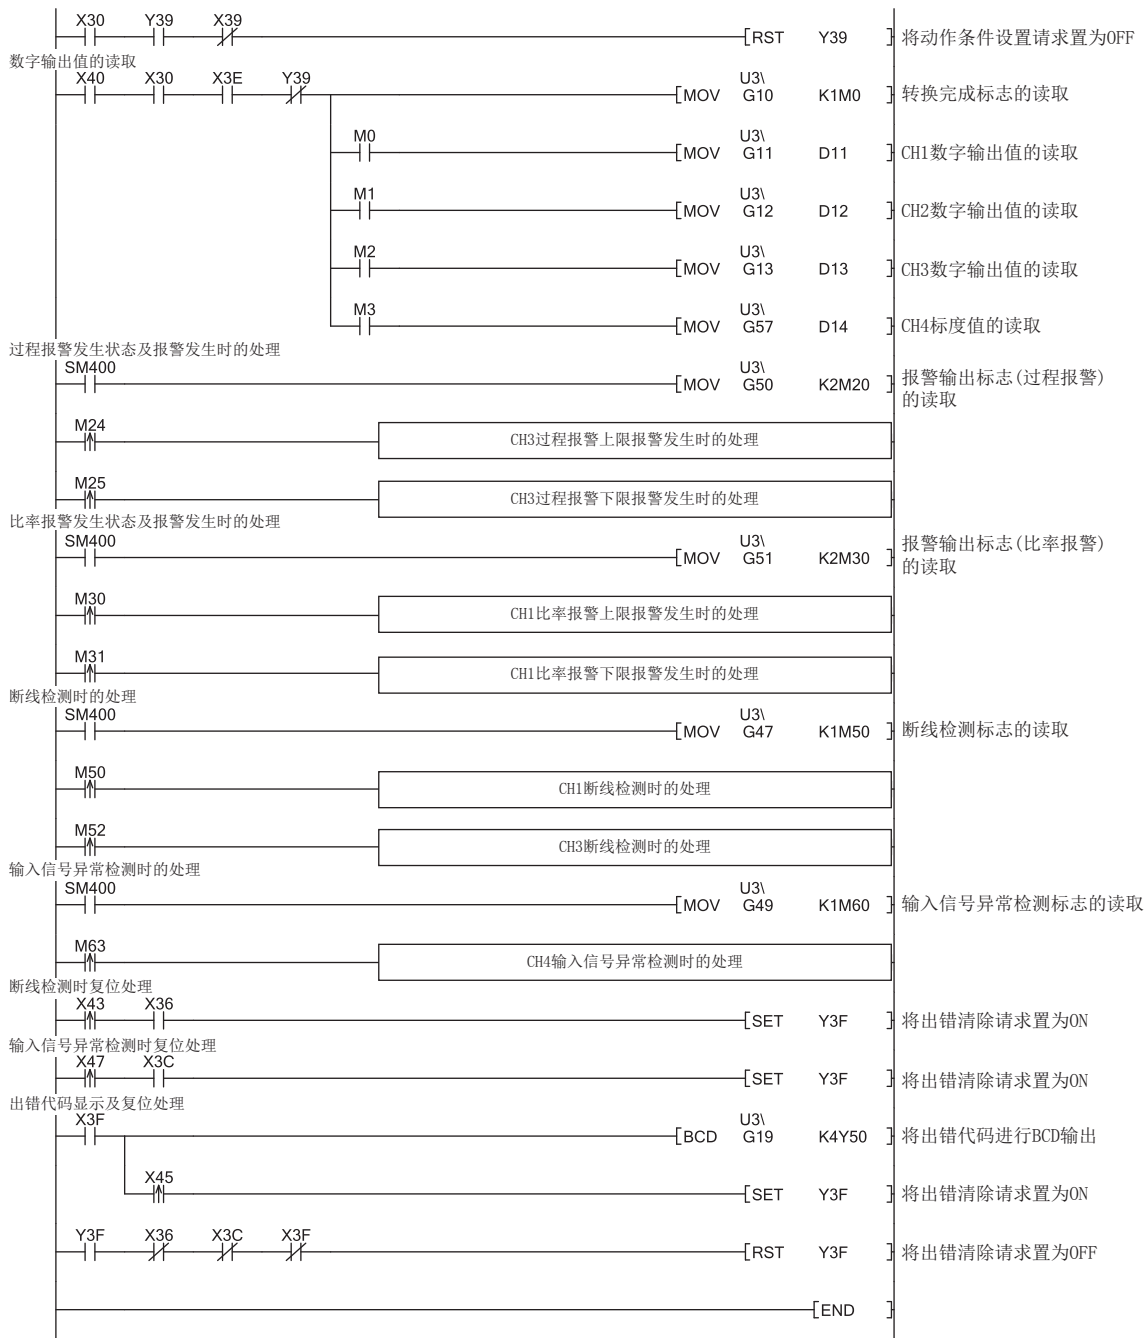 X30 Y39 X39
RST Y39 将动作条件设置请求置为OFF
数字输出值的读取
X40 X30 X3E Y39
MOV U3\G10 K1M0 转换完成标志的读取
M0
MOV U3\G11 D11 CH1数字输出值的读取
M1
MOV U3\G12 D12 CH2数字输出值的读取
M2
MOV U3\G13 D13 CH3数字输出值的读取
M3
MOV U3\G57 D14 CH4标度值的读取
过程报警发生状态及报警发生时的处理
SM400
MOV U3\G50 K2M20 报警输出标志(过程报警)
的读取
M24
CH3过程报警上限报警发生时的处理
M25
CH3过程报警下限报警发生时的处理
比率报警发生状态及报警发生时的处理
SM400
MOV U3\G51 K2M30 报警输出标志(比率报警)
的读取
M30
CH1比率报警上限报警发生时的处理
M31
CH1比率报警下限报警发生时的处理
断线检测时的处理
SM400
MOV U3\G47 K1M50 断线检测标志的读取
M50
CH1断线检测时的处理
M52
CH3断线检测时的处理
输入信号异常检测时的处理
SM400
MOV U3\G49 K1M60 输入信号异常检测标志的读取
M63
CH4输入信号异常检测时的处理
断线检测时复位处理
X43 X36
SET Y3F 将出错清除请求置为ON
输入信号异常检测时复位处理
X47 X3C
SET Y3F 将出错清除请求置为ON
出错代码显示及复位处理
X3F
BCD U3\G19 K4Y50 将出错代码进行BCD输出
X45
SET Y3F 将出错清除请求置为ON
Y3F X36 X3C X3F
RST Y3F 将出错清除请求置为OFF
END